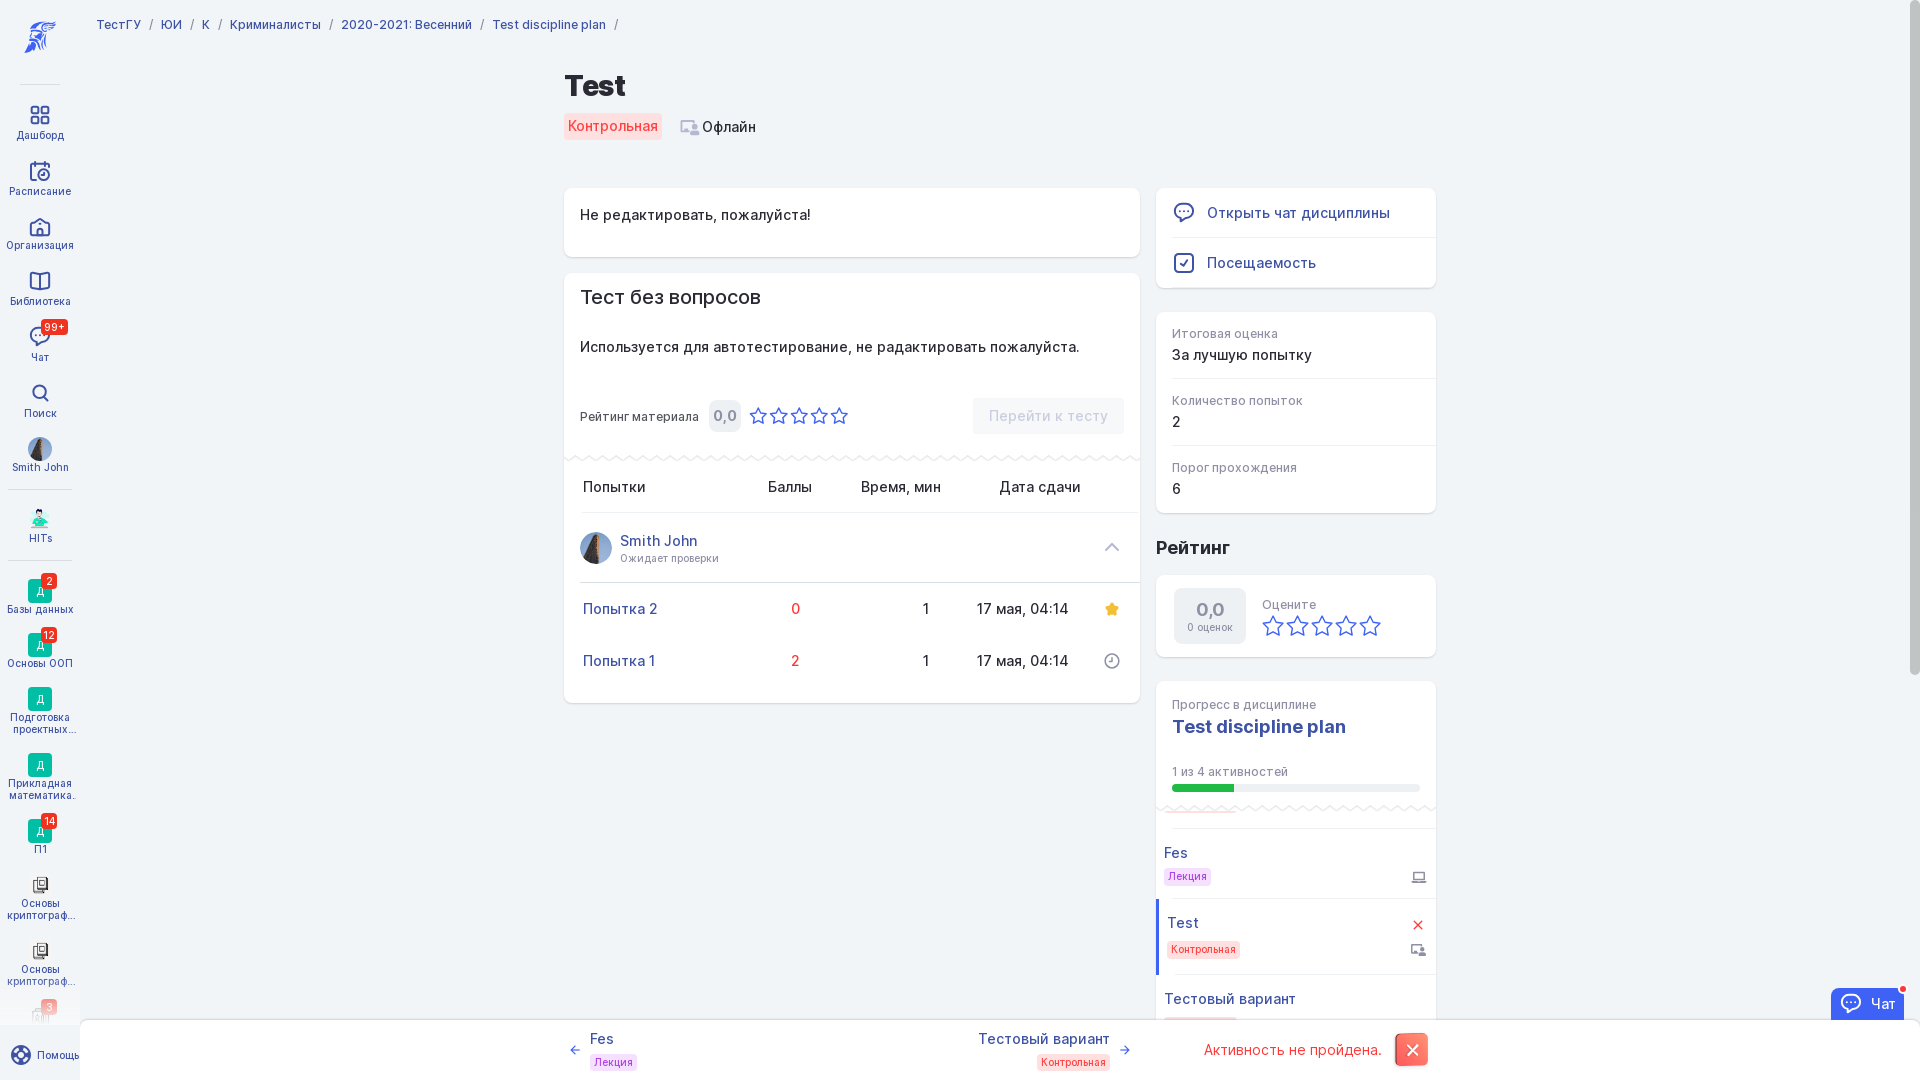 ТестГУ / ЮИ / К / Криминалисты / 2020-2021: Весенний / Test discipline plan /
Дашборд
Расписание
Организация
Библиотека
99+
Чат
Поиск
Smith John
HITs
2
Д
Базы данных
12
Д
Основы ООП
Д
Подготовка
проектных...
Д
Прикладная
математика.
14
Д
П1
Основы
криптограф...
Основы
криптограф...
3
Помощь
Test
Контрольная
Офлайн
Не редактировать, пожалуйста!
Тест без вопросов
Используется для автотестирование, не радактировать пожалуйста.
Рейтинг материала 0,0
Перейти к тесту
Попытки Баллы Время, мин Дата сдачи
Smith John
Ожидает проверки
Попытка 2 0 1 17 мая, 04:14
Попытка 1 2 1 17 мая, 04:14
Открыть чат дисциплины
Посещаемость
Итоговая оценка
За лучшую попытку
Количество попыток
2
Порог прохождения
6
Рейтинг
0,0
0 оценок
Оцените
Прогресс в дисциплине
Test discipline plan
1 из 4 активностей
Fes
Лекция
Test
Контрольная
Тестовый вариант
Чат
Fes
Лекция
Тестовый вариант
Контрольная
Активность не пройдена.